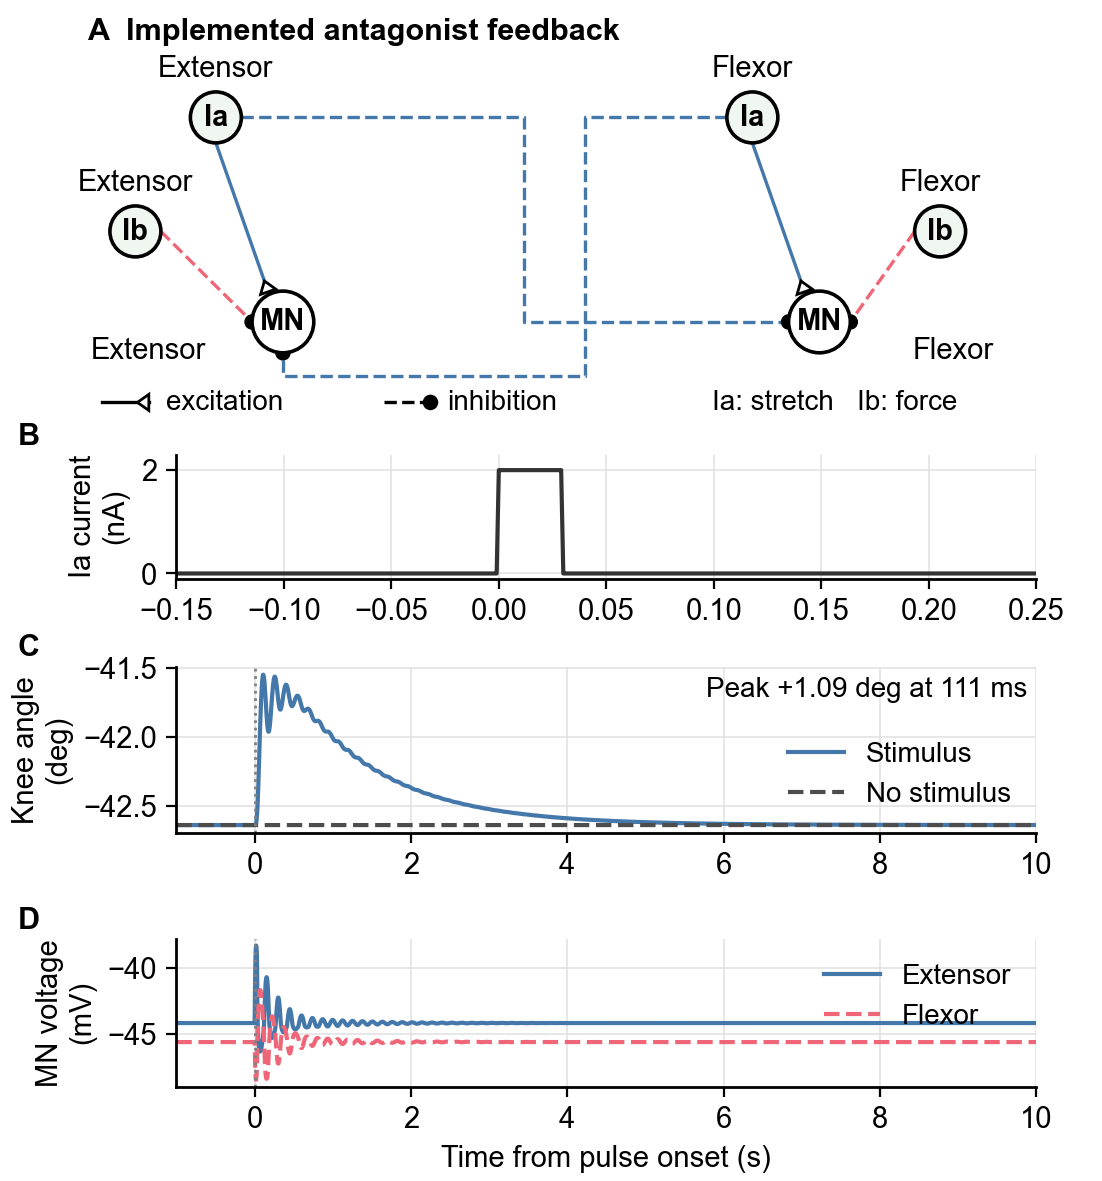 A Implemented antagonist feedback
Extensor
Flexor
Ia
Ia
Extensor
Flexor
Ib
Ib
MN
MN
Extensor
Flexor
excitation
inhibition
Ia: stretch
Ib: force
B
Ia current
(nA)
2
0
−0.15
−0.10
−0.05
0.00
0.05
0.10
0.15
0.20
0.25
C
Knee angle
(deg)
−41.5
−42.0
−42.5
Peak +1.09 deg at 111 ms
Stimulus
No stimulus
0
2
4
6
8
10
D
MN voltage
(mV)
−40
−45
Extensor
Flexor
0
2
4
6
8
10
Time from pulse onset (s)